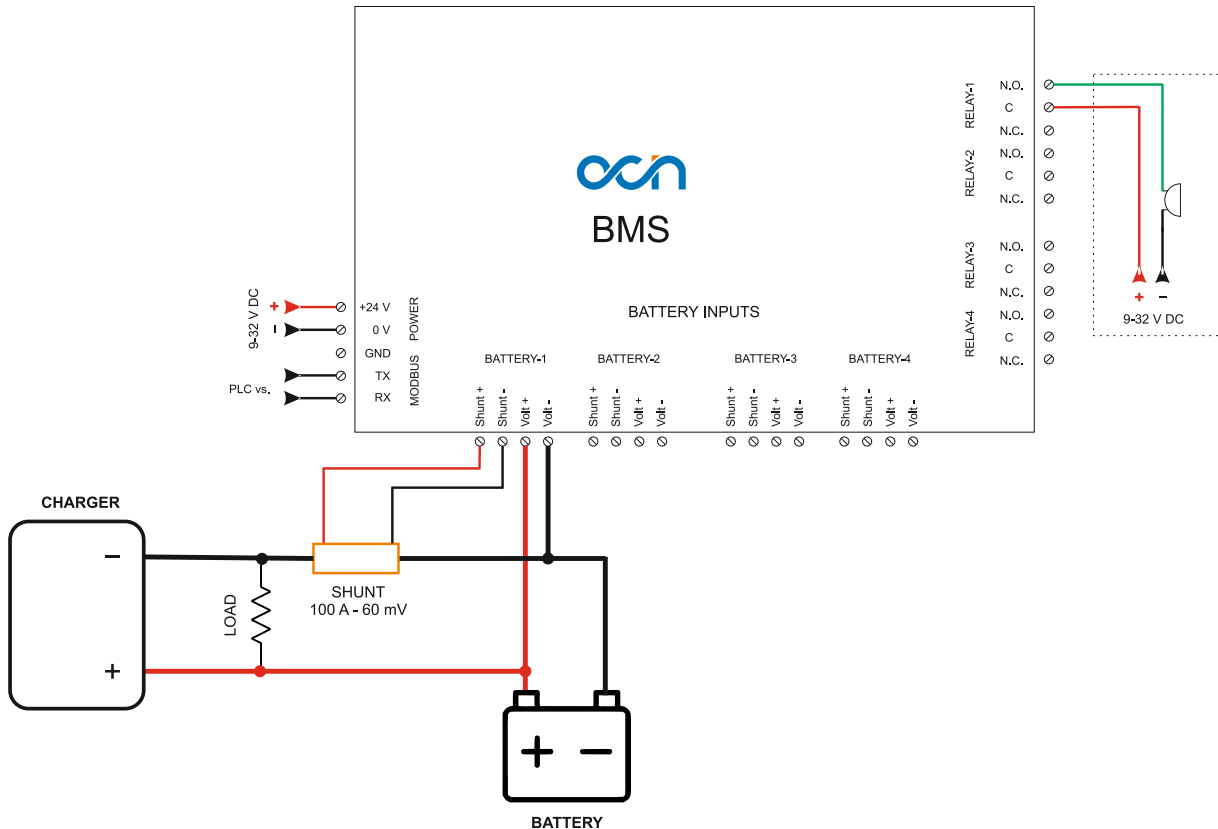 ocn
BMS
BATTERY INPUTS
RELAY-1
N.O.
C
N.C.
RELAY-2
N.O.
C
N.C.
RELAY-3
N.O.
C
N.C.
RELAY-4
N.O.
C
N.C.
+ -
9-32 V DC
9-32 V DC
+
-
+24 V
0 V
POWER
GND
TX
RX
MODBUS
PLC vs.
BATTERY-1
Shunt +
Shunt -
Volt +
Volt -
BATTERY-2
Shunt +
Shunt -
Volt +
Volt -
BATTERY-3
Shunt +
Shunt -
Volt +
Volt -
BATTERY-4
Shunt +
Shunt -
Volt +
Volt -
CHARGER
−
+
LOAD
SHUNT
100 A - 60 mV
+ −
BATTERY